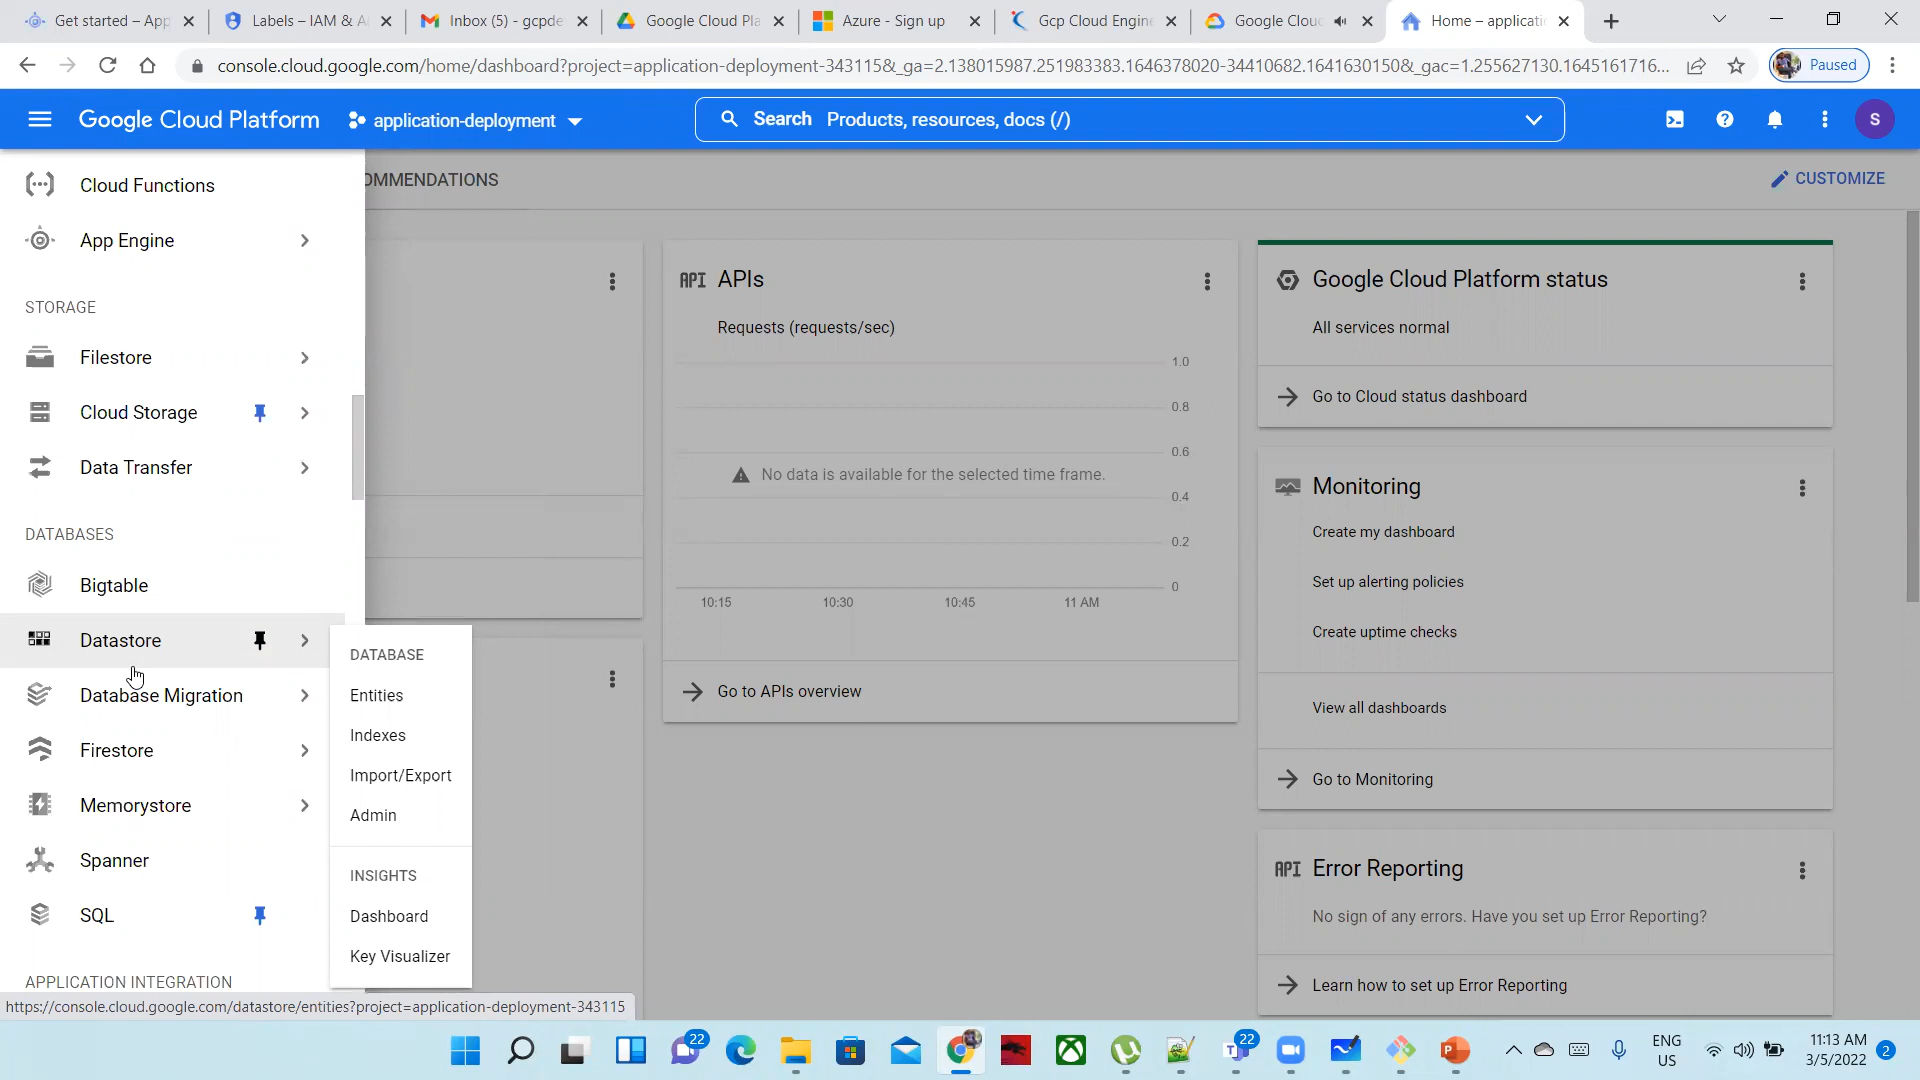 Get started – App
Labels – IAM & A
Inbox (5) - gcpde
Google Cloud Pla
Azure - Sign up
Gcp Cloud Engine
Google Clou
Home – applicati
console.cloud.google.com/home/dashboard?project=application-deployment-343115&_ga=2.138015987.251983383.1646378020-34410682.1641630150&_gac=1.255627130.1645161716...
Paused
Google Cloud Platform
application-deployment
Search Products, resources, docs (/)
S
Cloud Functions
App Engine
STORAGE
Filestore
Cloud Storage
Data Transfer
DATABASES
Bigtable
Datastore
Database Migration
Firestore
Memorystore
Spanner
SQL
APPLICATION INTEGRATION
DATABASE
Entities
Indexes
Import/Export
Admin
INSIGHTS
Dashboard
Key Visualizer
OMMENDATIONS
CUSTOMIZE
API APIs
Requests (requests/sec)
1.0
0.8
0.6
No data is available for the selected time frame.
0.4
0.2
0
10:15 10:30 10:45 11 AM
Go to APIs overview
Google Cloud Platform status
All services normal
Go to Cloud status dashboard
Monitoring
Create my dashboard
Set up alerting policies
Create uptime checks
View all dashboards
Go to Monitoring
API Error Reporting
No sign of any errors. Have you set up Error Reporting?
Learn how to set up Error Reporting
https://console.cloud.google.com/datastore/entities?project=application-deployment-343115
22
22
ENG
US
11:13 AM
3/5/2022
2